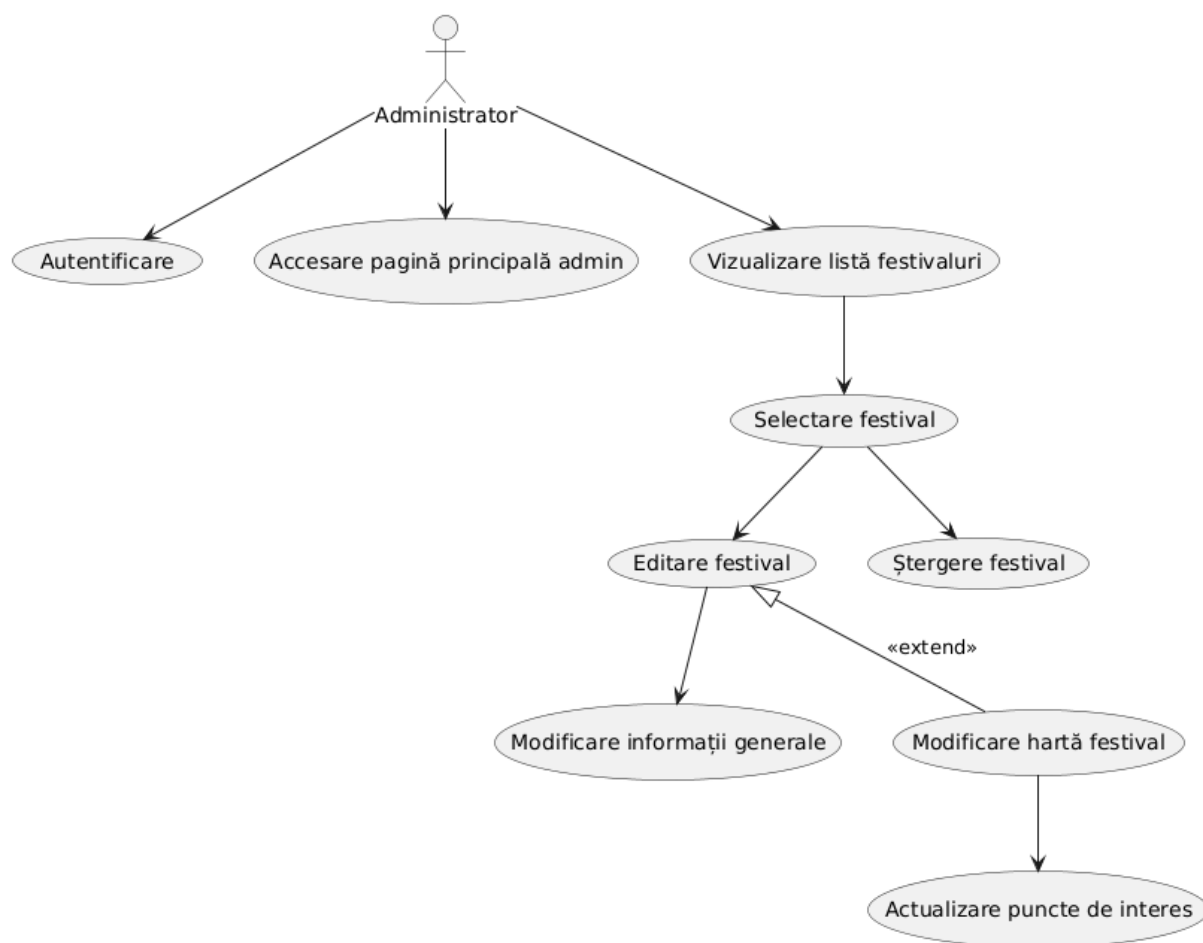 Administrator
Autentificare
Accesare pagină principală admin
Vizualizare listă festivaluri
Selectare festival
Editare festival
Ștergere festival
«extend»
Modificare informații generale
Modificare hartă festival
Actualizare puncte de interes